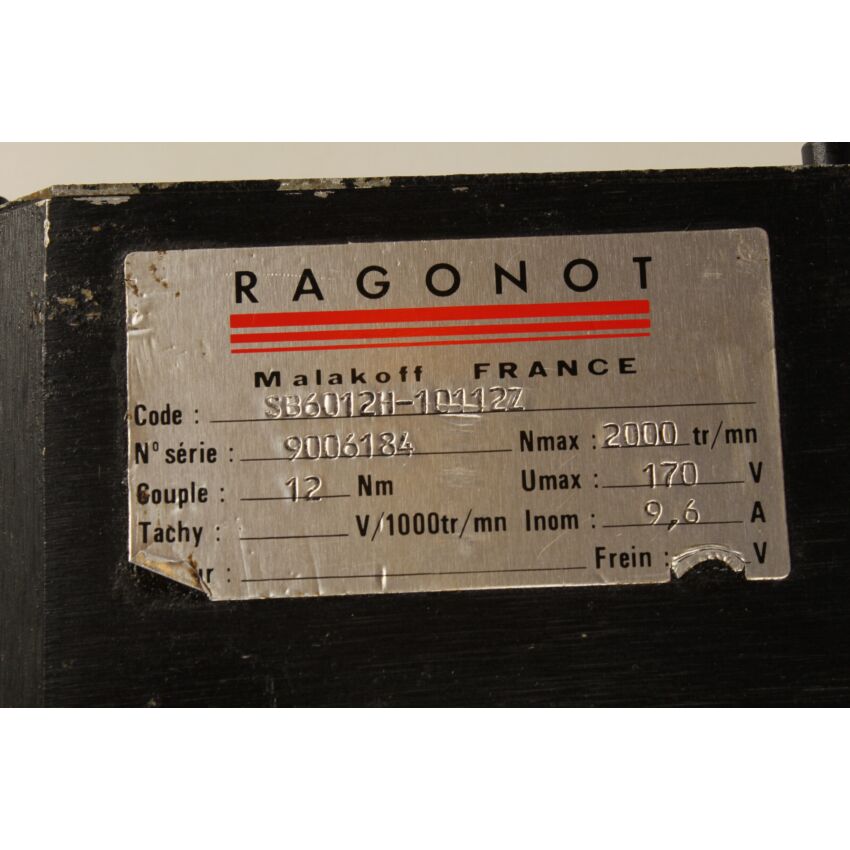 RAGONOT
Malakoff FRANCE
Code : SB6012H-10112Z
N° série : 9006184 Nmax : 2000 tr/mn
Couple : 12 Nm Umax : 170 V
Tachy : V/1000tr/mn Inom : 9,6 A
Frein : V